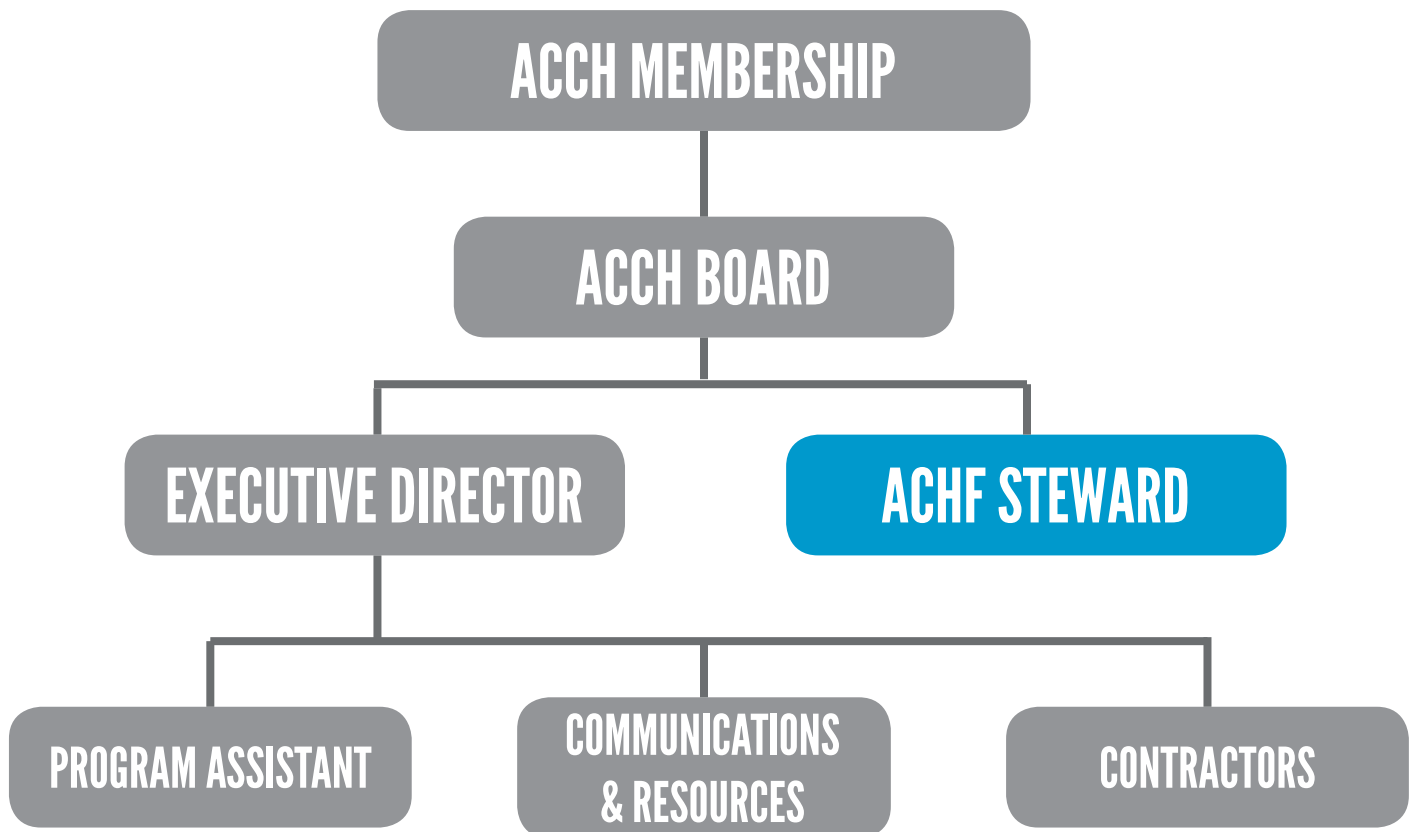 ACCH MEMBERSHIP
ACCH BOARD
EXECUTIVE DIRECTOR
ACHF STEWARD
PROGRAM ASSISTANT
COMMUNICATIONS
& RESOURCES
CONTRACTORS